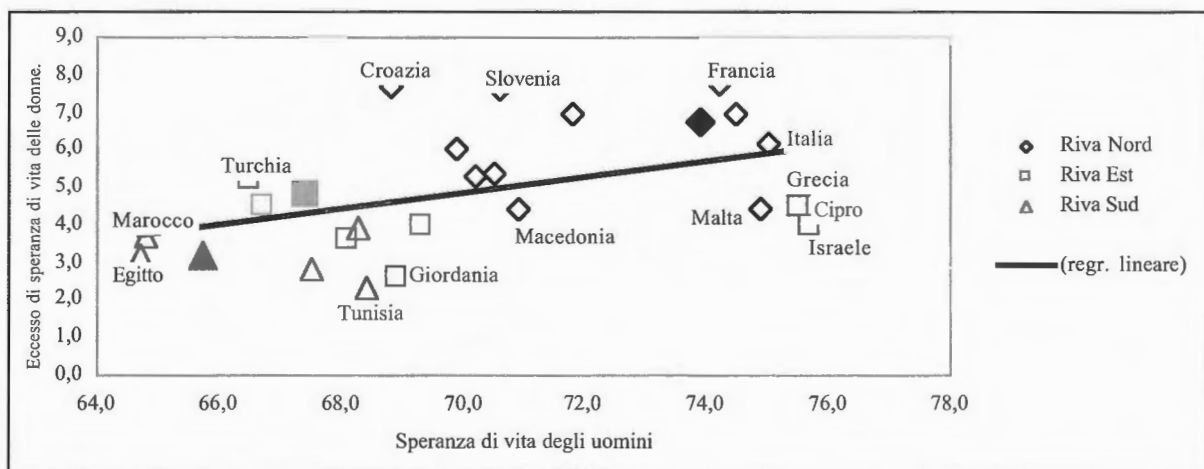 9,0
8,0
7,0
6,0
5,0
4,0
3,0
2,0
1,0
0,0
Eccesso di speranza di vita delle donne.
Croazia
Slovenia
Francia
Turchia
Italia
Marocco
Grecia
Cipro
Malta
Macedonia
Israele
Egitto
Giordania
Tunisia
64,0 66,0 68,0 70,0 72,0 74,0 76,0 78,0
Speranza di vita degli uomini
Riva Nord
Riva Est
Riva Sud
(regr. lineare)